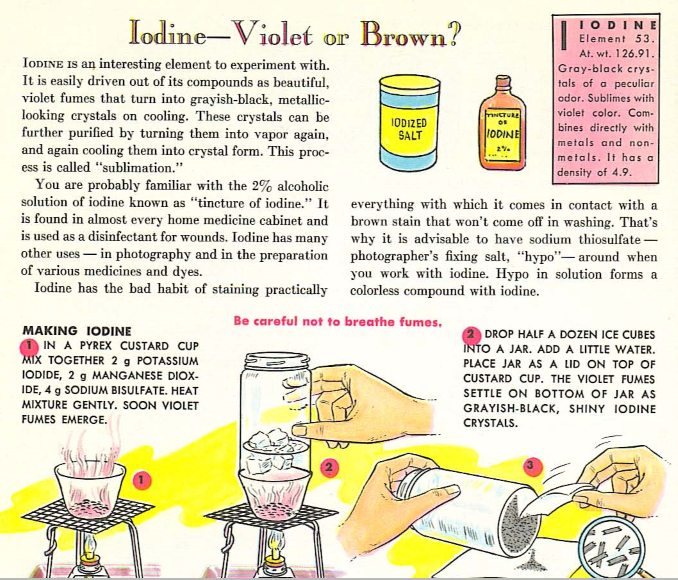 Iodine—Violet or Brown?
IODINE IS an interesting element to experiment with.
It is easily driven out of its compounds as beautiful,
violet fumes that turn into grayish-black, metallic-
looking crystals on cooling. These crystals can be
further purified by turning them into vapor again,
and again cooling them into crystal form. This proc-
ess is called “sublimation.”
You are probably familiar with the 2% alcoholic
solution of iodine known as “tincture of iodine.” It
is found in almost every home medicine cabinet and
is used as a disinfectant for wounds. Iodine has many
other uses — in photography and in the preparation
of various medicines and dyes.
Iodine has the bad habit of staining practically
IODIZED
SALT
TINCTURE
OF
IODINE
2%
I IODINE
Element 53.
At. wt. 126.91.
Gray-black crys-
tals of a peculiar
odor. Sublimes with
violet color. Com-
bines directly with
metals and non-
metals. It has a
density of 4.9.
everything with which it comes in contact with a
brown stain that won't come off in washing. That's
why it is advisable to have sodium thiosulfate —
photographer's fixing salt, “hypo”— around when
you work with iodine. Hypo in solution forms a
colorless compound with iodine.
Be careful not to breathe fumes.
MAKING IODINE
1 IN A PYREX CUSTARD CUP
MIX TOGETHER 2 g POTASSIUM
IODIDE, 2 g MANGANESE DIOX-
IDE, 4 g SODIUM BISULFATE. HEAT
MIXTURE GENTLY. SOON VIOLET
FUMES EMERGE.
2 DROP HALF A DOZEN ICE CUBES
INTO A JAR. ADD A LITTLE WATER.
PLACE JAR AS A LID ON TOP OF
CUSTARD CUP. THE VIOLET FUMES
SETTLE ON BOTTOM OF JAR AS
GRAYISH-BLACK, SHINY IODINE
CRYSTALS.
1
2
3